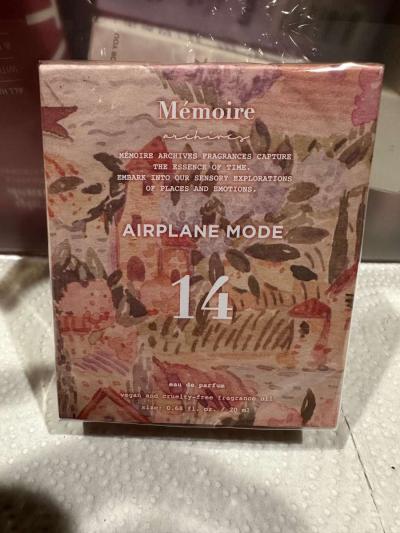 Mémoire
archives
MÉMOIRE ARCHIVES FRAGRANCES CAPTURE
THE ESSENCE OF TIME.
EMBARK INTO OUR SENSORY EXPLORATIONS
OF PLACES AND EMOTIONS.
AIRPLANE MODE
14
eau de parfum
vegan and cruelty-free fragrance oil
size: 0.68 fl. oz. / 20 ml